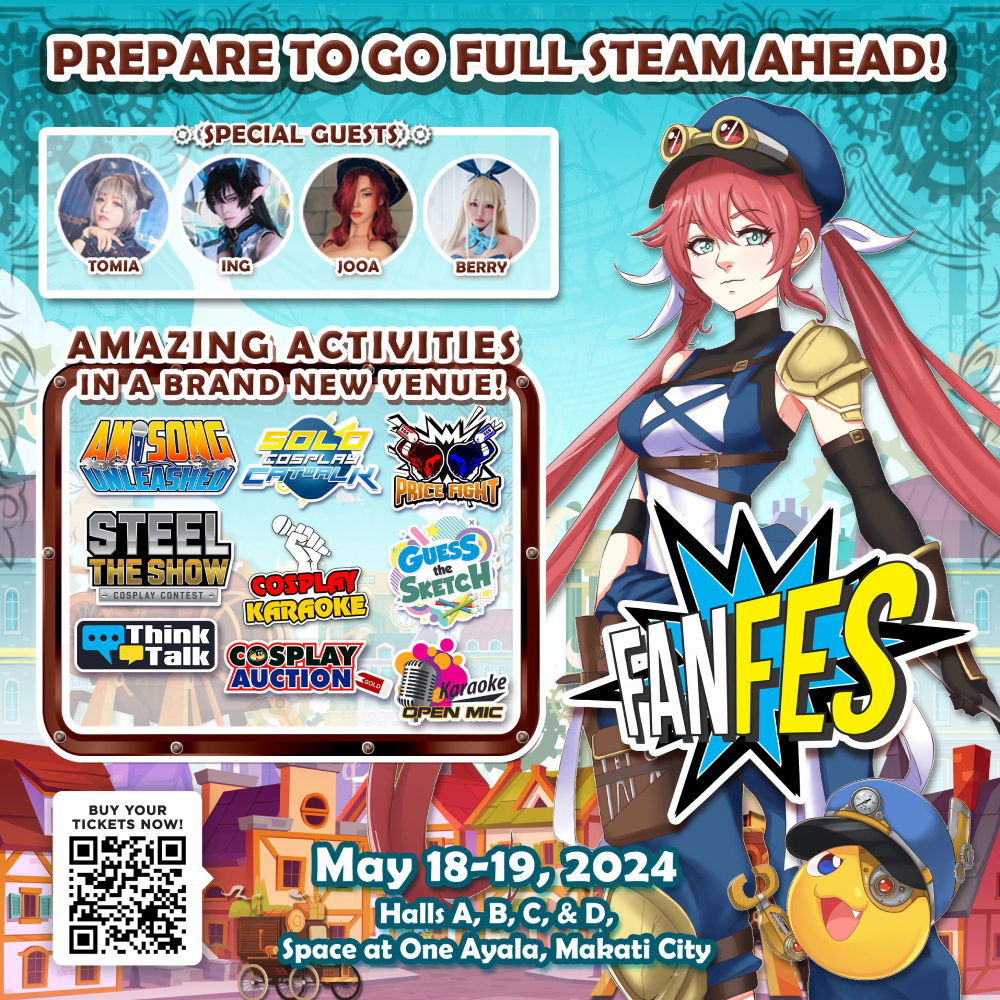 PREPARE TO GO FULL STEAM AHEAD!
SPECIAL GUESTS
TOMIA
ING
JOOA
BERRY
AMAZING ACTIVITIES
IN A BRAND NEW VENUE!
ANISONG
UNLEASHED
SOLO
COSPLAY
CATWALK
PRICE FIGHT
STEEL
THE SHOW
- COSPLAY CONTEST -
COSPLAY
KARAOKE
GUESS
the
SKETCH
Think
Talk
COSPLAY
AUCTION
SOLD
Karaoke
OPEN MIC
FANFES
BUY YOUR
TICKETS NOW!
May 18-19, 2024
Halls A, B, C, & D,
Space at One Ayala, Makati City